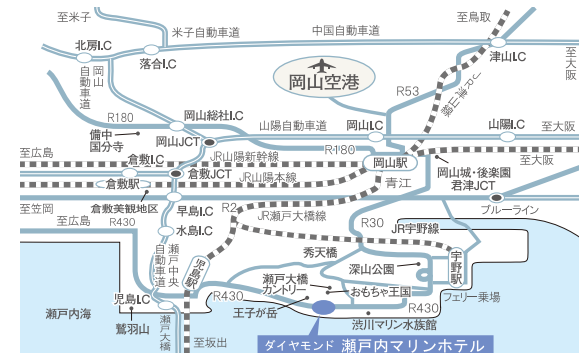 至米子
至鳥取
米子自動車道
中国自動車道
北房I.C
落合I.C
津山I.C
岡山自動車道
岡山空港
R53
JR津山線
R180
岡山総社I.C
備中国分寺
山陽自動車道
岡山I.C
山陽I.C
至大阪
岡山JCT
R180
至広島
JR山陽新幹線
岡山駅
至大阪
倉敷I.C
倉敷JCT
JR山陽本線
岡山城・後楽園
君津JCT
倉敷駅
青江
倉敷美観地区
早島I.C
至笠岡
ブルーライン
至広島
R430
R2
JR瀬戸大橋線
R30
JR宇野線
水島I.C
秀天橋
瀬戸中央自動車道
児島駅
深山公園
宇野駅
瀬戸大橋カントリー
おもちゃ王国
フェリー乗場
児島I.C
R430
王子が岳
R430
瀬戸内海
鷲羽山
瀬戸大橋
渋川マリン水族館
至坂出
ダイヤモンド 瀬戸内マリンホテル